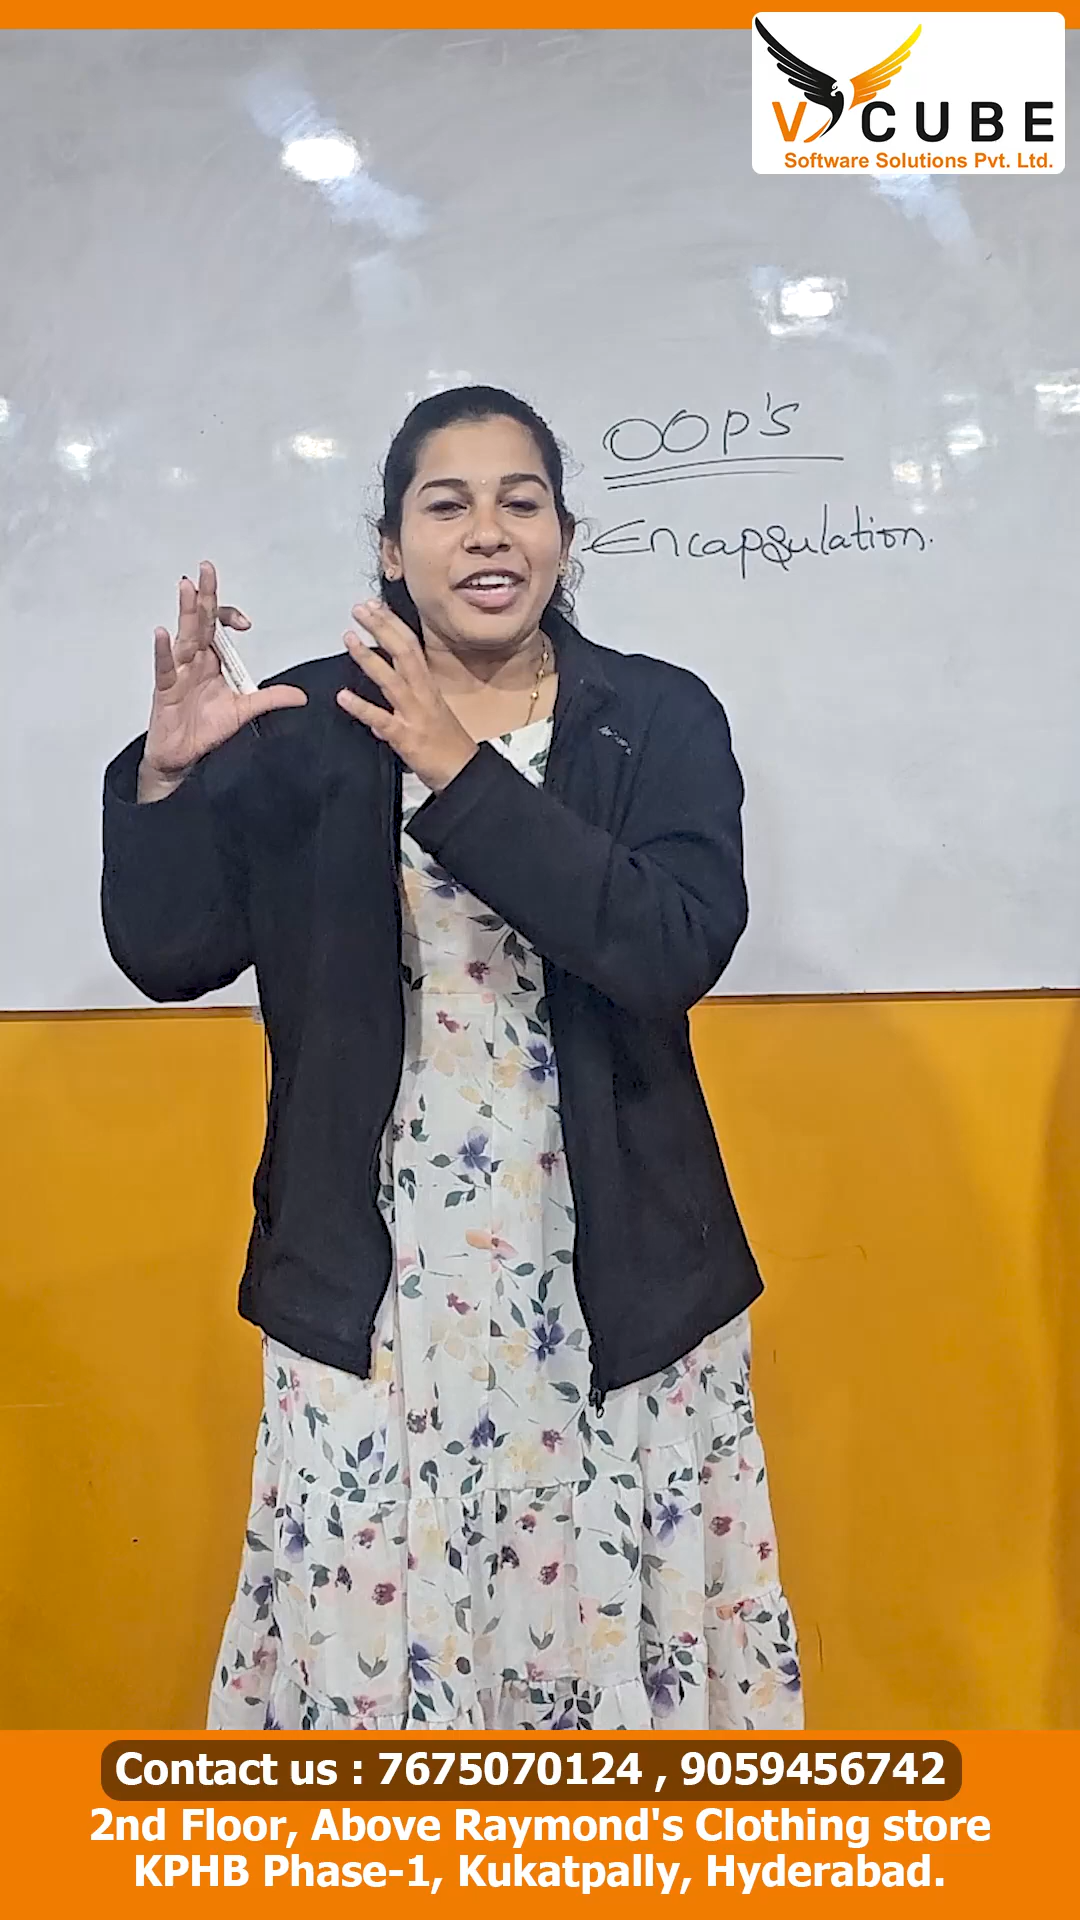 V CUBE
Software Solutions Pvt. Ltd.
OOP's
Encapsulation.
Contact us : 7675070124 , 9059456742
2nd Floor, Above Raymond's Clothing store
KPHB Phase-1, Kukatpally, Hyderabad.